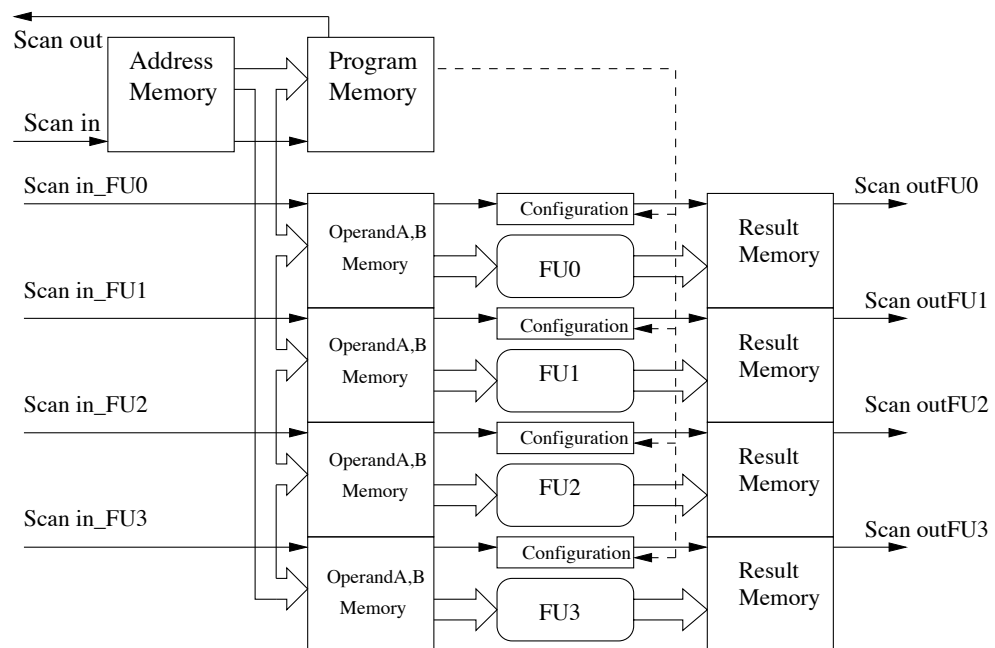 Scan out
Address
Memory
Program
Memory
Scan in
Scan in_FU0
OperandA,B
Memory
Configuration
FU0
Result
Memory
Scan outFU0
Scan in_FU1
OperandA,B
Memory
Configuration
FU1
Result
Memory
Scan outFU1
Scan in_FU2
OperandA,B
Memory
Configuration
FU2
Result
Memory
Scan outFU2
Scan in_FU3
OperandA,B
Memory
Configuration
FU3
Result
Memory
Scan outFU3